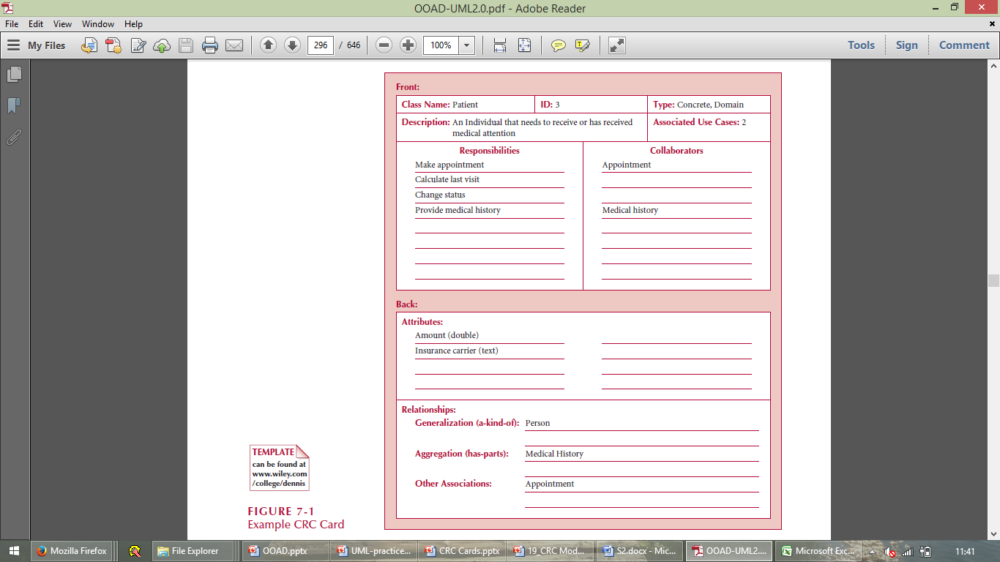 OOAD-UML2.0.pdf - Adobe Reader
File Edit View Window Help
My Files 296 / 646 100% Tools Sign Comment
Front:
Class Name: Patient ID: 3 Type: Concrete, Domain
Description: An Individual that needs to receive or has received Associated Use Cases: 2
medical attention
Responsibilities Collaborators
Make appointment Appointment
Calculate last visit
Change status
Provide medical history Medical history
Back:
Attributes:
Amount (double)
Insurance carrier (text)
Relationships:
Generalization (a-kind-of): Person
Aggregation (has-parts): Medical History
Other Associations: Appointment
TEMPLATE
can be found at
www.wiley.com
/college/dennis
FIGURE 7-1
Example CRC Card
Mozilla Firefox File Explorer OOAD.pptx UML-practice... CRC Cards.pptx 19_CRC Mod... S2.docx - Mic... OOAD-UML2.... Microsoft Exc... 11:41